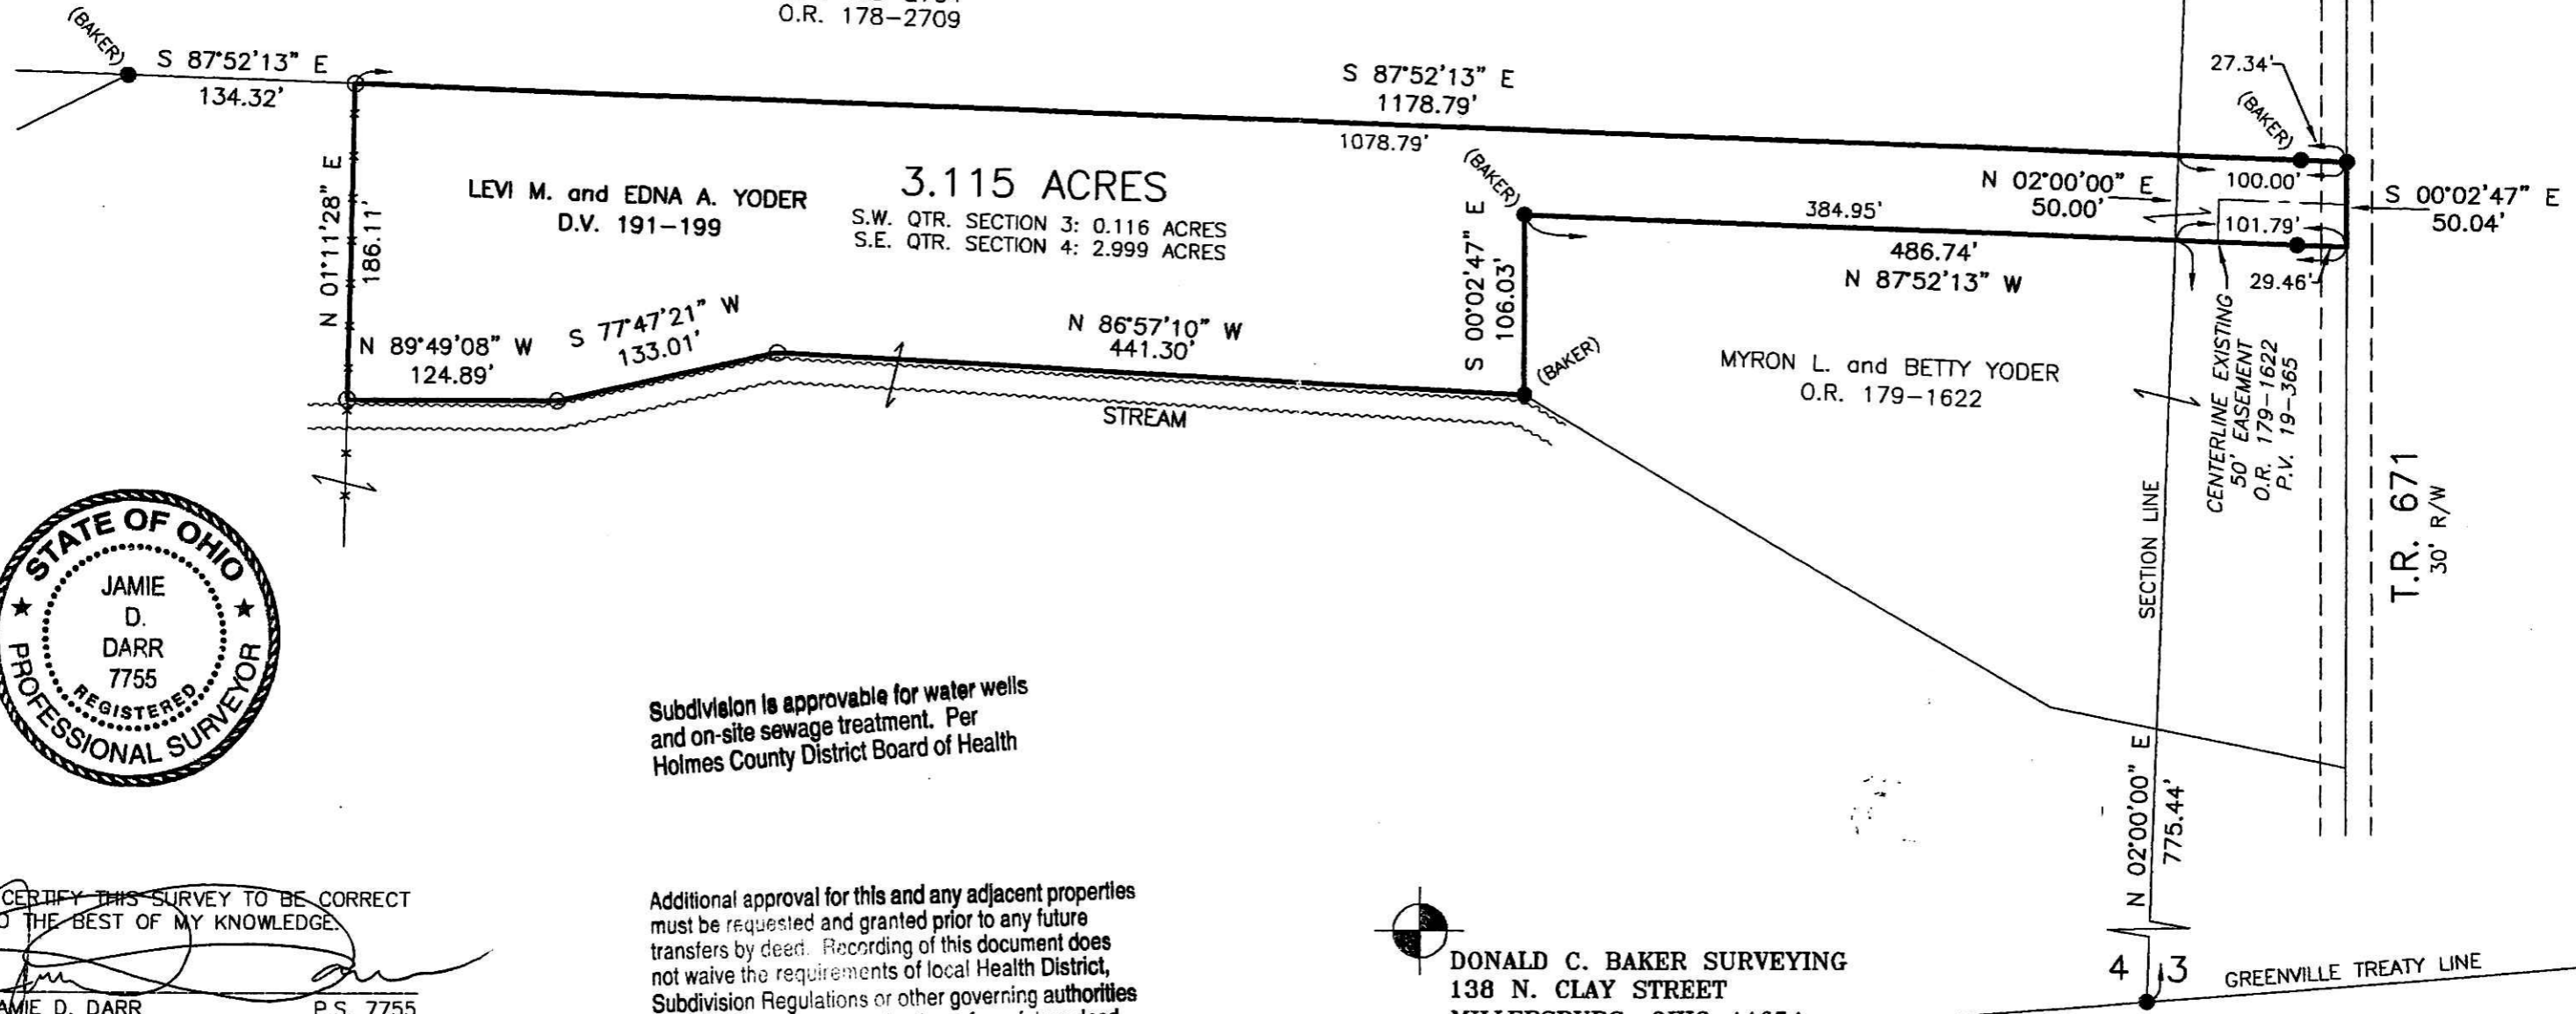 O.R. 178-2709
(BAKER)
S 87°52'13" E
134.32'
S 87°52'13" E
1178.79'
1078.79'
27.34'
(BAKER)
N 01°11'28" E
186.11'
LEVI M. and EDNA A. YODER
D.V. 191-199
3.115 ACRES
S.W. QTR. SECTION 3: 0.116 ACRES
S.E. QTR. SECTION 4: 2.999 ACRES
(BAKER)
S 00°02'47" E
106.03'
384.95'
N 02°00'00" E
50.00'
100.00'
101.79'
S 00°02'47" E
50.04'
486.74'
N 87°52'13" W
29.46'
N 89°49'08" W
124.89'
S 77°47'21" W
133.01'
N 86°57'10" W
441.30'
(BAKER)
STREAM
MYRON L. and BETTY YODER
O.R. 179-1622
CENTERLINE EXISTING
50' EASEMENT
O.R. 179-1622
P.V. 19-365
SECTION LINE
T.R. 671
30' R/W
STATE OF OHIO
JAMIE
D.
DARR
7755
REGISTERED
PROFESSIONAL SURVEYOR
Subdivision is approvable for water wells
and on-site sewage treatment. Per
Holmes County District Board of Health
N 02°00'00" E
775.44'
CERTIFY THIS SURVEY TO BE CORRECT
THE BEST OF MY KNOWLEDGE.
JAMIE D. DARR P.S. 7755
Additional approval for this and any adjacent properties
must be requested and granted prior to any future
transfers by deed. Recording of this document does
not waive the requirements of local Health District,
Subdivision Regulations or other governing authorities
DONALD C. BAKER SURVEYING
138 N. CLAY STREET
4 3
GREENVILLE TREATY LINE